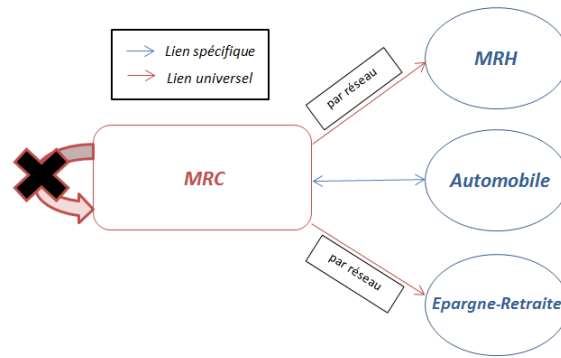 Lien spécifique
Lien universel
MRC
par réseau
par réseau
MRH
Automobile
Epargne-Retraite